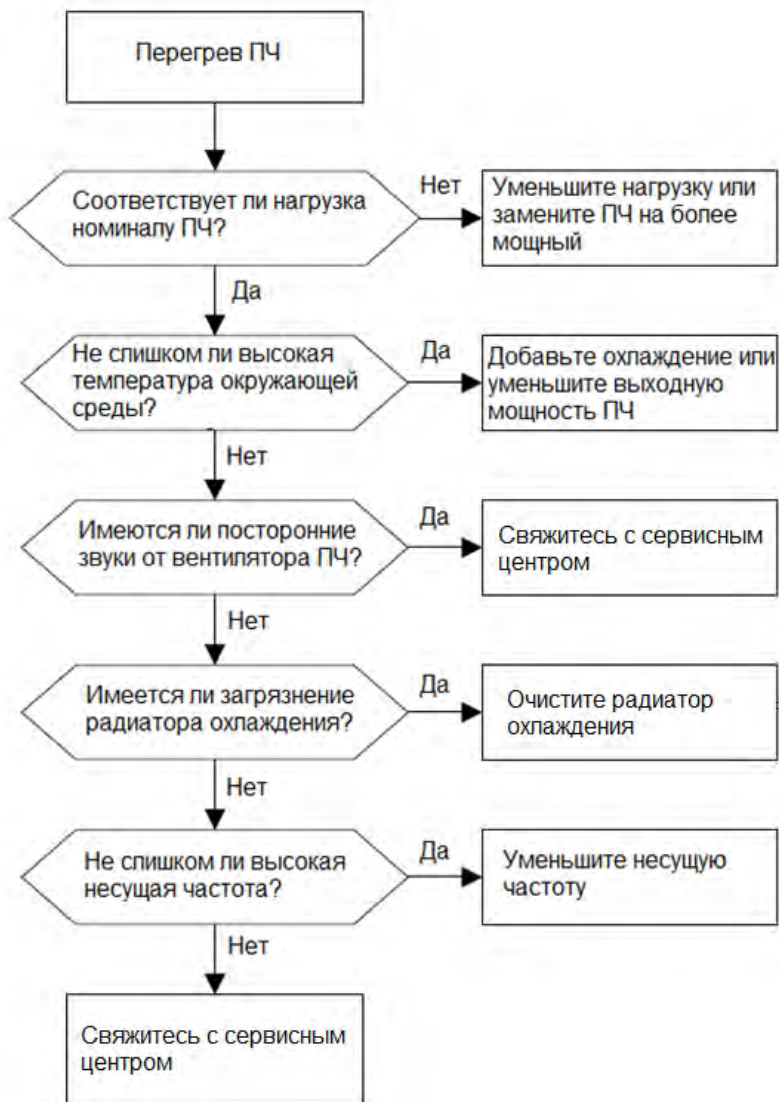 Перегрев ПЧ
Соответствует ли нагрузка
номиналу ПЧ?
Нет
Уменьшите нагрузку или
замените ПЧ на более
мощный
Да
Не спишком ли высокая
температура окружающей
среды?
Да
Добавьте охлаждение или
уменьшите выходную
мощность ПЧ
Нет
Имеются ли посторонние
звуки от вентилятора ПЧ?
Да
Свяжитесь с сервисным
центром
Нет
Имеется ли загрязнение
радиатора охлаждения?
Да
Очистите радиатор
охлаждения
Нет
Не спишком ли высокая
несущая частота?
Да
Уменьшите несущую
частоту
Нет
Свяжитесь с сервисным
центром